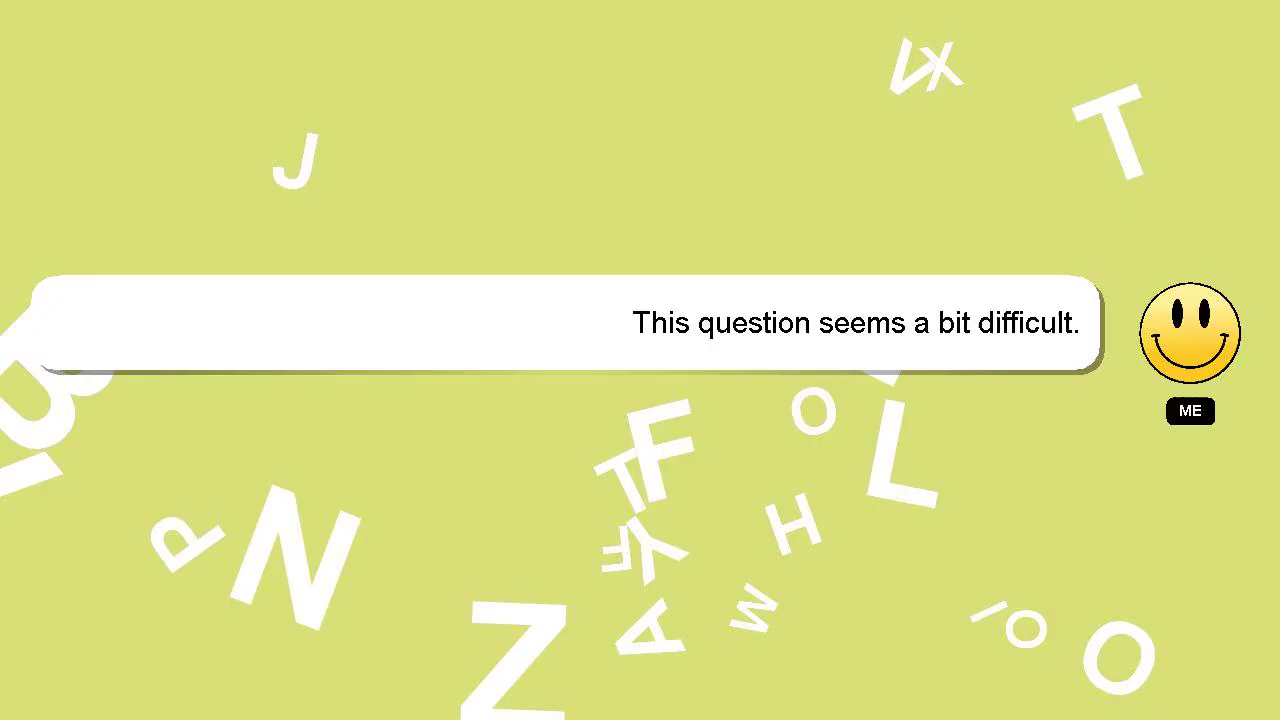 V X
T
J
This question seems a bit difficult.
ME
B
O
F
L
T
P
N
H
F
Y
W
A
I
O
O
Z